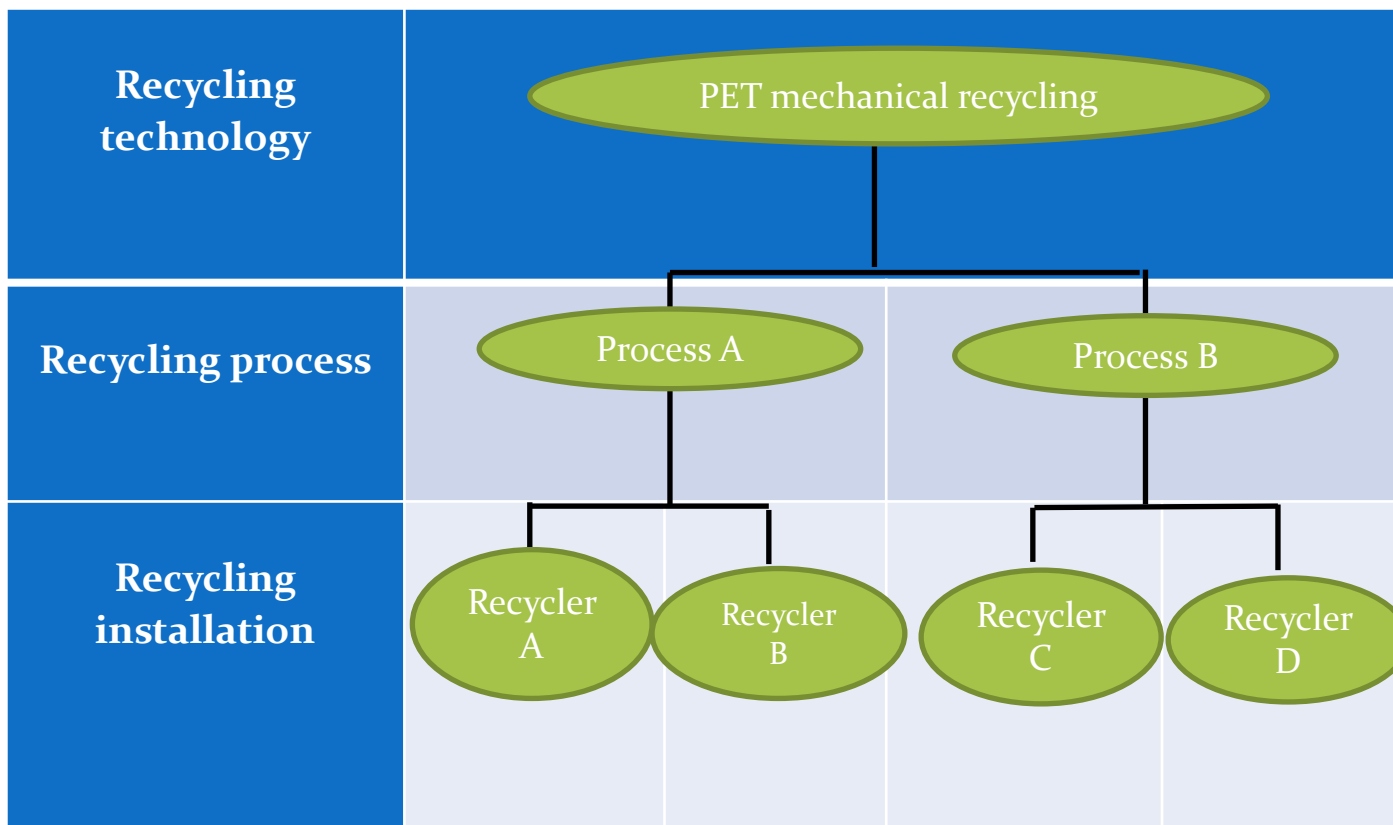 Recycling
technology
PET mechanical recycling
Recycling process
Process A
Process B
Recycling
installation
Recycler
A
Recycler
B
Recycler
C
Recycler
D